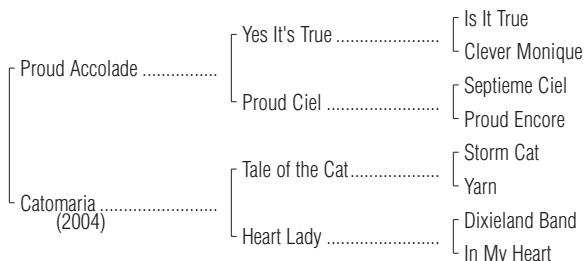 Is It True
Yes It's True ..................
Clever Monique
Proud Accolade ..............
Septieme Ciel
Proud Ciel ....................
Proud Encore
Storm Cat
Tale of the Cat................
Yarn
Catomaria ......................
(2004)
Dixieland Band
Heart Lady ....................
In My Heart